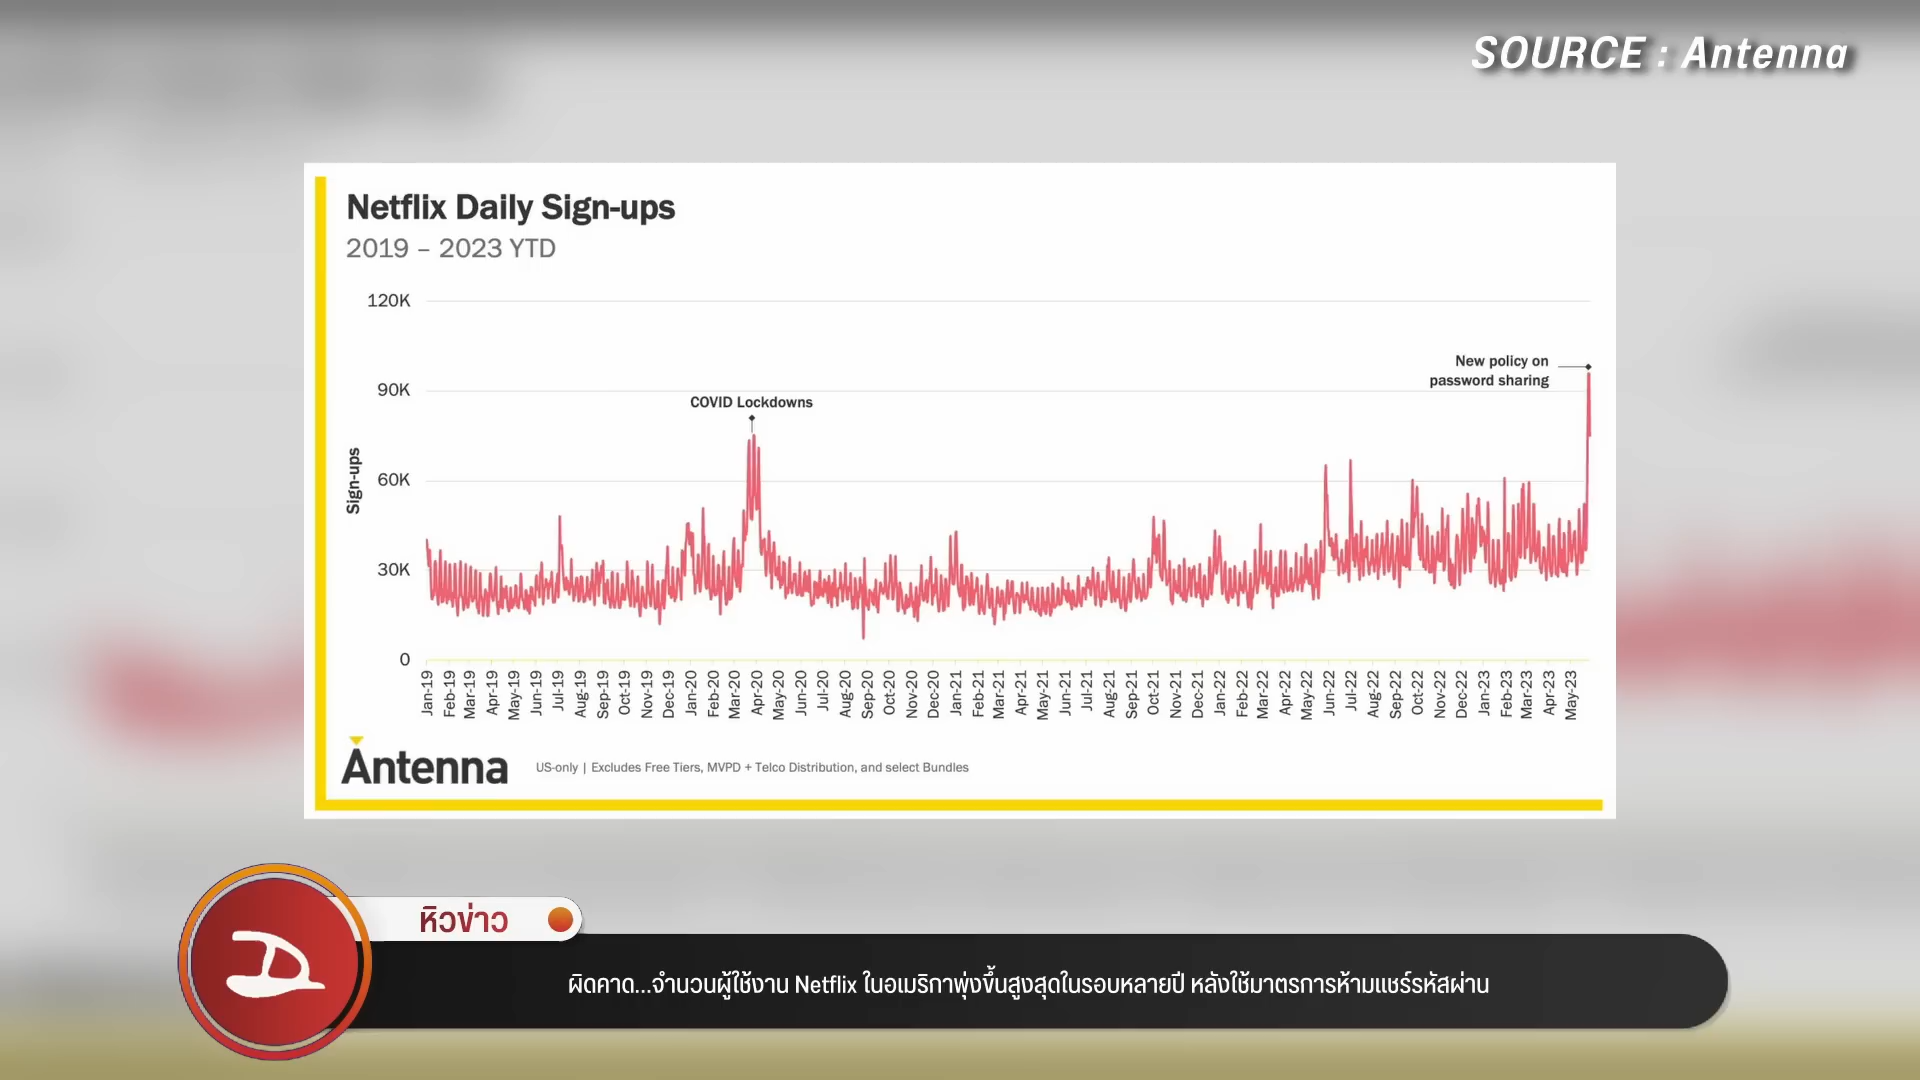 SOURCE : Antenna
Netflix Daily Sign-ups
2019 – 2023 YTD
120K
90K
60K
30K
0
Sign-ups
COVID Lockdowns
New policy on
password sharing
Jan-19 Feb-19 Mar-19 Apr-19 May-19 Jun-19 Jul-19 Aug-19 Sep-19 Oct-19 Nov-19 Dec-19 Jan-20 Feb-20 Mar-20 Apr-20 May-20 Jun-20 Jul-20 Aug-20 Sep-20 Oct-20 Nov-20 Dec-20 Jan-21 Feb-21 Mar-21 Apr-21 May-21 Jun-21 Jul-21 Aug-21 Sep-21 Oct-21 Nov-21 Dec-21 Jan-22 Feb-22 Mar-22 Apr-22 May-22 Jun-22 Jul-22 Aug-22 Sep-22 Oct-22 Nov-22 Dec-22 Jan-23 Feb-23 Mar-23 Apr-23 May-23
Antenna
US-only | Excludes Free Tiers, MVPD + Telco Distribution, and select Bundles
หิวข่าว
ผิดคาด...จำนวนผู้ใช้งาน Netflix ในอเมริกาพุ่งขึ้นสูงสุดในรอบหลายปี หลังใช้มาตรการห้ามแชร์รหัสผ่าน